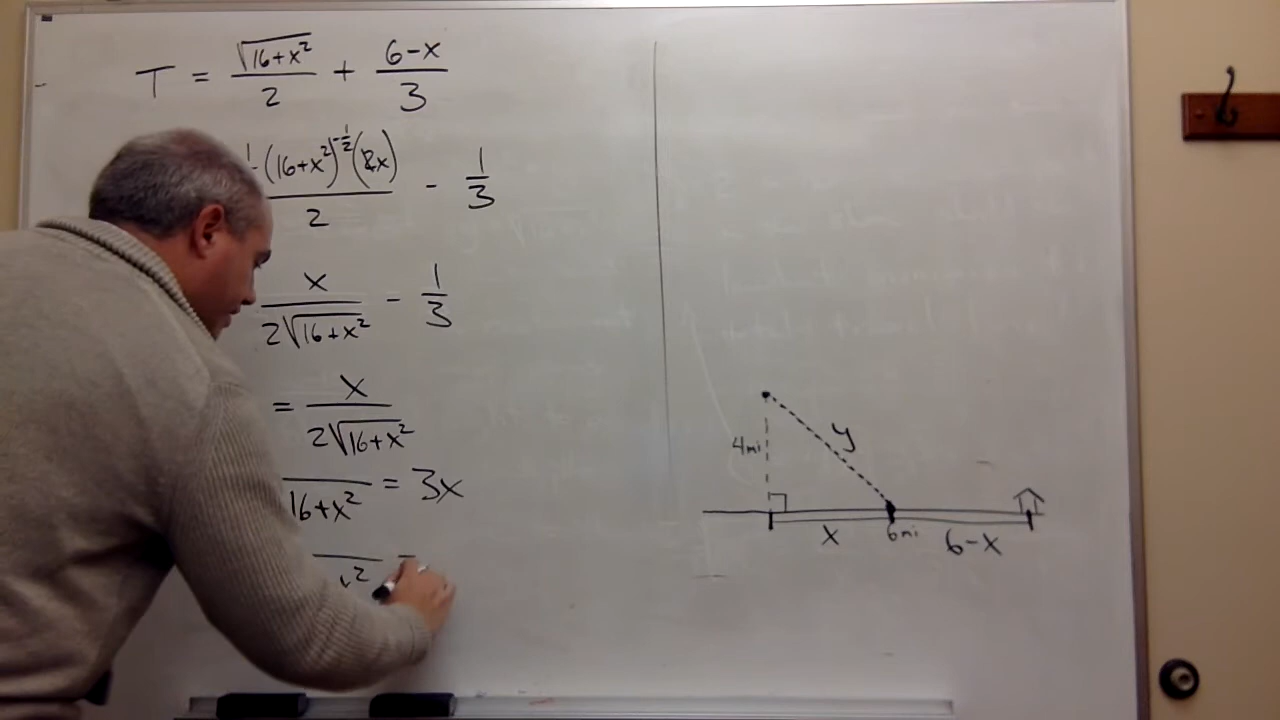 T = √(16+x²)/2 + (6-x)/3
(16+x²)^(-1/2)(2x)/2 - 1/3
x/(2√(16+x²)) - 1/3
= x/(2√(16+x²))
16+x² = 3x
4mi
y
x
6mi
6-x